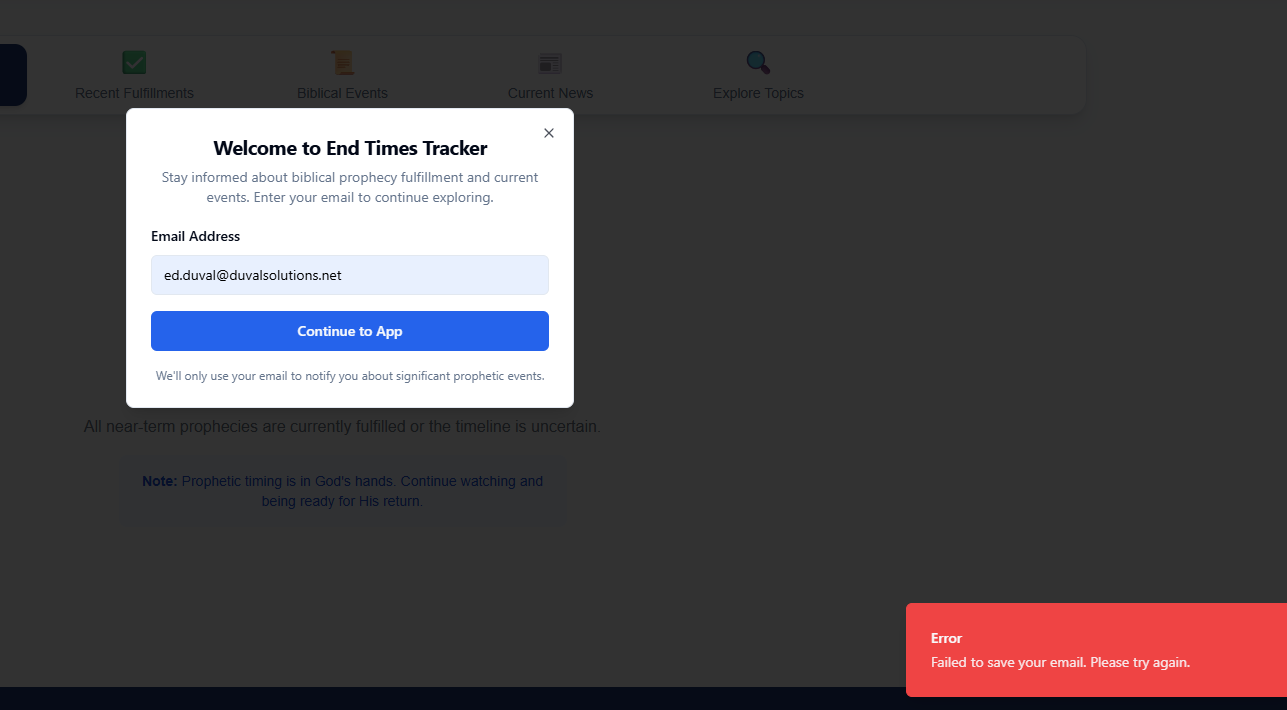 Recent Fulfillments
Biblical Events
Current News
Explore Topics
Welcome to End Times Tracker
Stay informed about biblical prophecy fulfillment and current
events. Enter your email to continue exploring.
Email Address
ed.duval@duvalsolutions.net
Continue to App
We'll only use your email to notify you about significant prophetic events.
All near-term prophecies are currently fulfilled or the timeline is uncertain.
Note: Prophetic timing is in God's hands. Continue watching and
being ready for His return.
Error
Failed to save your email. Please try again.